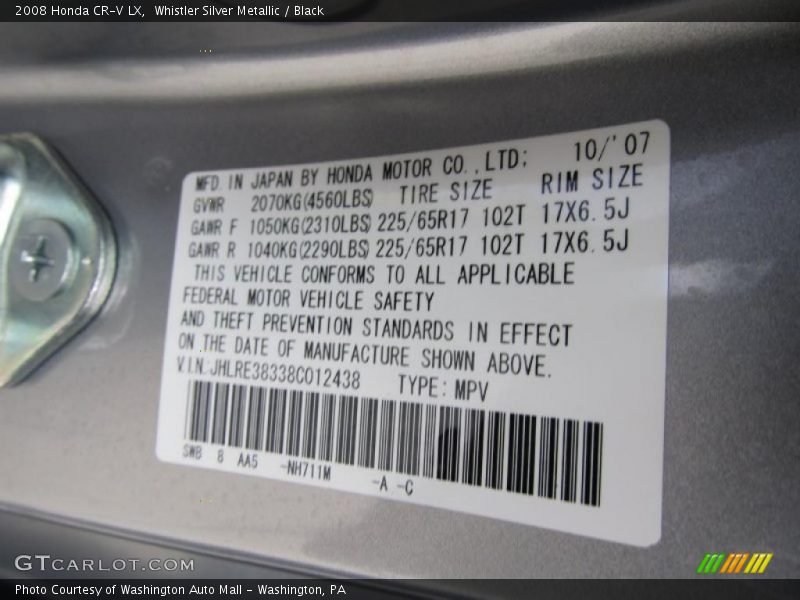 2008 Honda CR-V LX,  Whistler Silver Metallic / Black
MFD. IN JAPAN BY HONDA MOTOR CO.,LTD; 10/'07
GVWR 2070KG(4560LBS) TIRE SIZE RIM SIZE
GAWR F 1050KG(2310LBS) 225/65R17 102T 17X6.5J
GAWR R 1040KG(2290LBS) 225/65R17 102T 17X6.5J
THIS VEHICLE CONFORMS TO ALL APPLICABLE
FEDERAL MOTOR VEHICLE SAFETY
AND THEFT PREVENTION STANDARDS IN EFFECT
ON THE DATE OF MANUFACTURE SHOWN ABOVE.
V.I.N:JHLRE38338C012438 TYPE: MPV
SWB 8 AA5 -NH711M -A -C
GTCARLOT.COM
Photo Courtesy of Washington Auto Mall - Washington, PA